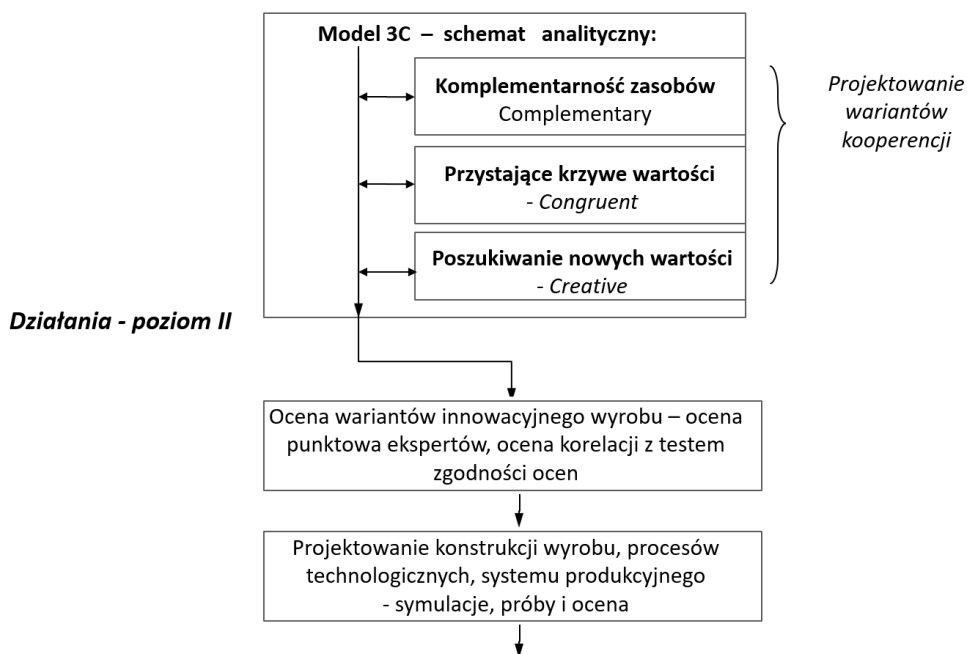 Model 3C – schemat analityczny:
Komplementarność zasobów
Complementary
Projektowanie
wariantów
kooperencji
Przystające krzywe wartości
- Congruent
Poszukiwanie nowych wartości
- Creative
Działania - poziom II
Ocena wariantów innowacyjnego wyrobu – ocena
punktowa ekspertów, ocena korelacji z testem
zgodności ocen
Projektowanie konstrukcji wyrobu, procesów
technologicznych, systemu produkcyjnego
- symulacje, próby i ocena